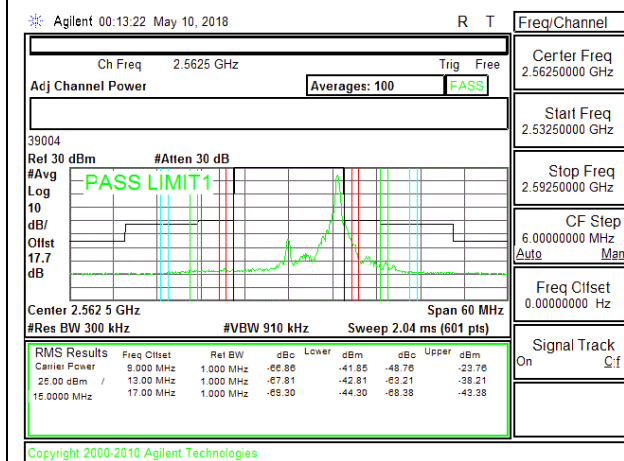 Agilent 00:13:22 May 10, 2018 R T
Ch Freq 2.5625 GHz Trig Free
Adj Channel Power Averages: 100 PASS
39004
Ref 30 dBm #Atten 30 dB
#Avg
Log
10
dB/
Offst
17.7
dB
PASS LIMIT1
Center 2.562 5 GHz Span 60 MHz
#Res BW 300 kHz #VBW 910 kHz Sweep 2.04 ms (601 pts)
RMS Results Freq Offset Ref BW dBc Lower dBm dBc Upper dBm
Carrier Power 9.000 MHz 1.000 MHz -66.86 -41.85 -48.76 -23.76
25.00 dBm / 13.00 MHz 1.000 MHz -67.81 -42.81 -63.21 -38.21
15.0000 MHz 17.00 MHz 1.000 MHz -69.30 -44.30 -68.38 -43.38
Copyright 2000-2010 Agilent Technologies
Freq/Channel
Center Freq
2.56250000 GHz
Start Freq
2.53250000 GHz
Stop Freq
2.59250000 GHz
CF Step
6.00000000 MHz
Auto Man
Freq Offset
0.00000000 Hz
Signal Track
On Off